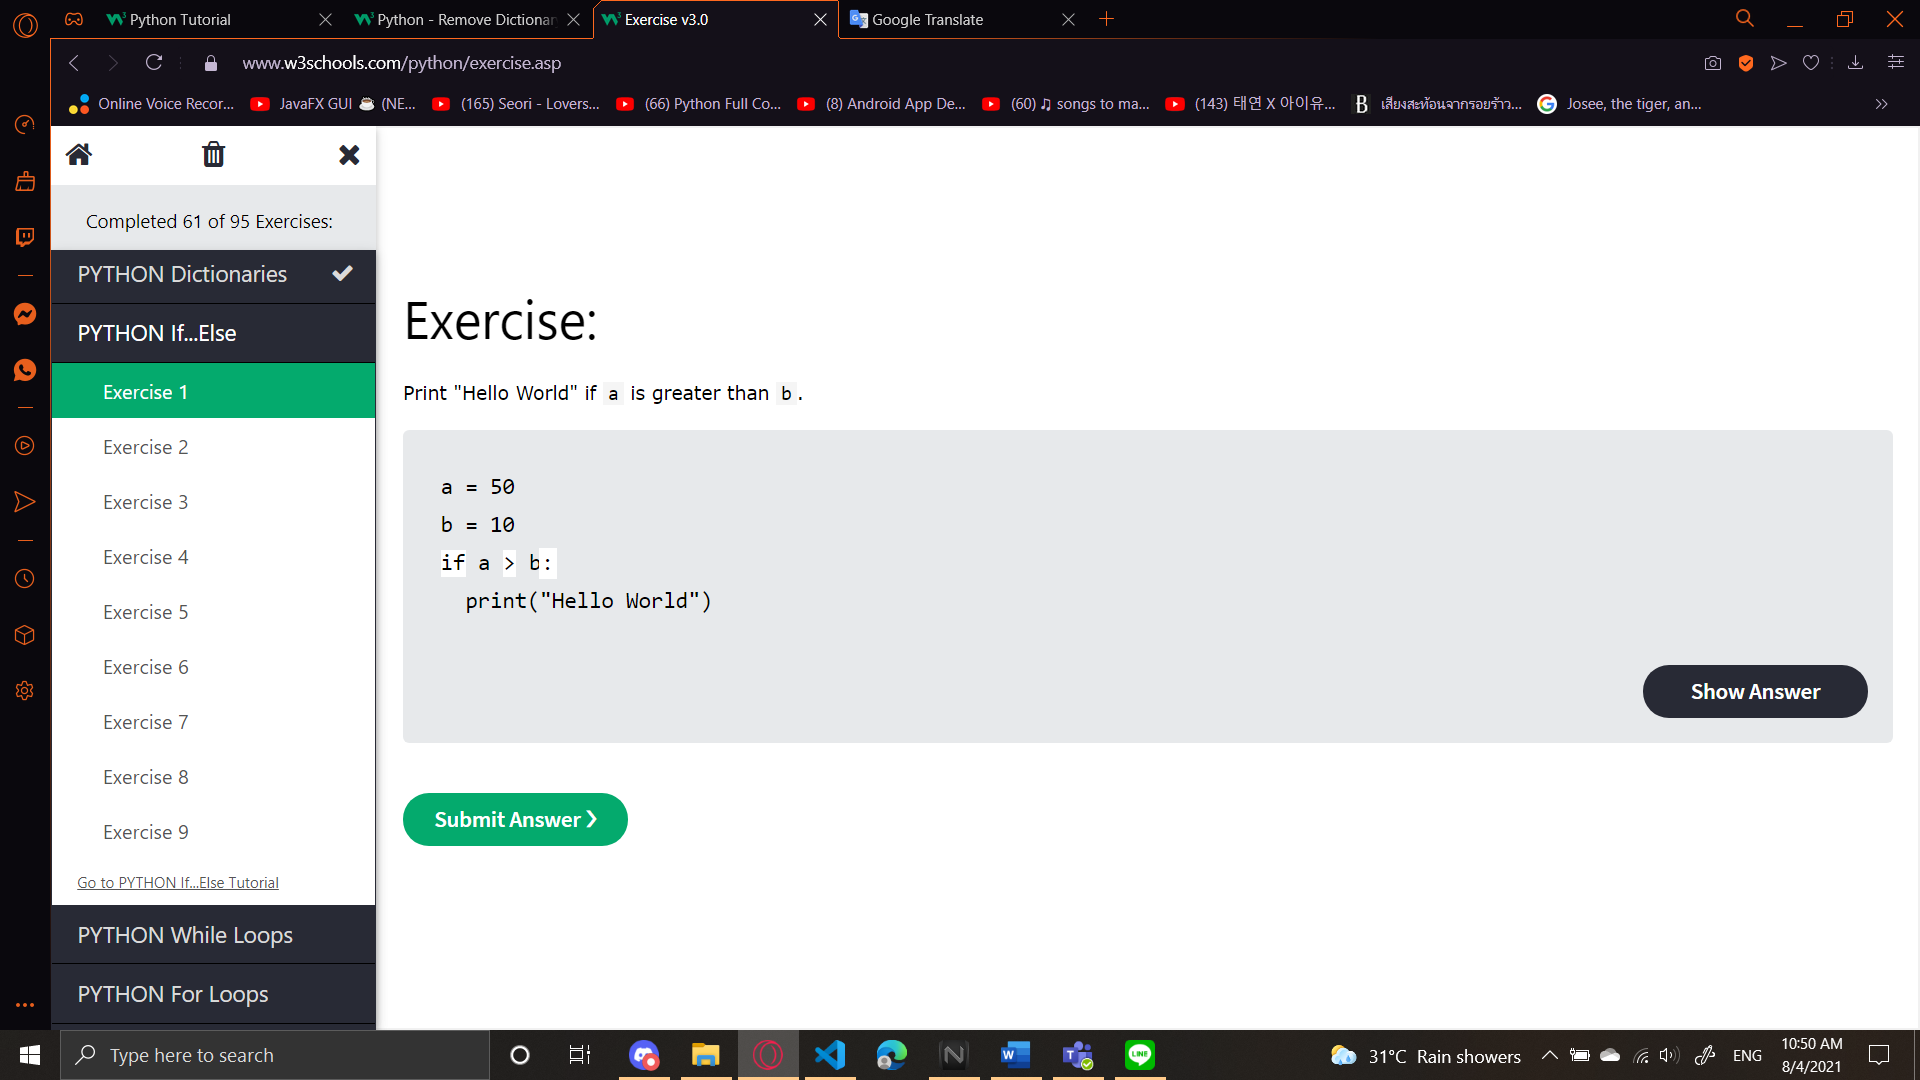 Python Tutorial
Python - Remove Dictionar
Exercise v3.0
Google Translate
www.w3schools.com/python/exercise.asp
Online Voice Recor...
JavaFX GUI ☕ (NE...
(165) Seori - Lovers...
(66) Python Full Co...
(8) Android App De...
(60) ♫ songs to ma...
(143) 태연 X 아이유...
B เสียงสะท้อนจากรอยร้าว...
Josee, the tiger, an...
Completed 61 of 95 Exercises:
PYTHON Dictionaries
PYTHON If...Else
Exercise 1
Exercise 2
Exercise 3
Exercise 4
Exercise 5
Exercise 6
Exercise 7
Exercise 8
Exercise 9
Go to PYTHON If...Else Tutorial
PYTHON While Loops
PYTHON For Loops
Exercise:
Print "Hello World" if a is greater than b.
a = 50
b = 10
if a > b:
print("Hello World")
Show Answer
Submit Answer ❯
Type here to search
31°C Rain showers
ENG
10:50 AM
8/4/2021